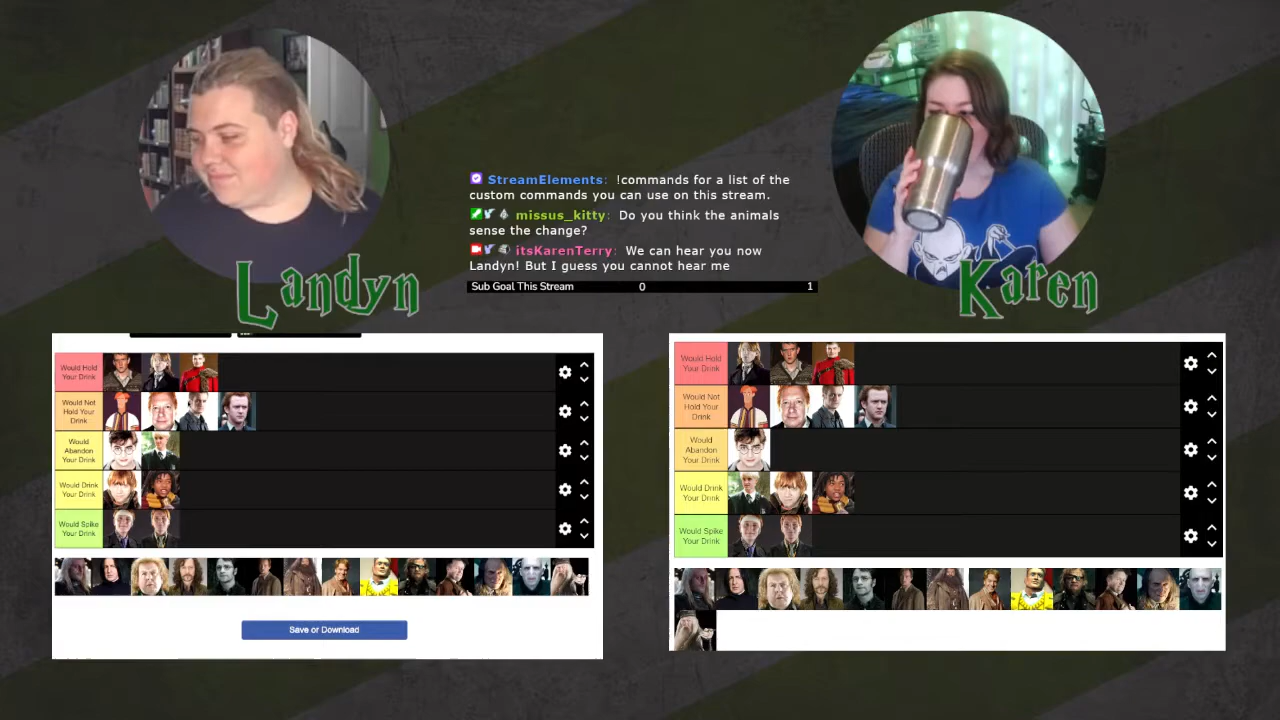 StreamElements: !commands for a list of the
custom commands you can use on this stream.
missus_kitty: Do you think the animals
sense the change?
itsKarenTerry: We can hear you now
Landyn! But I guess you cannot hear me
Sub Goal This Stream 0 1
Landyn
Karen
Would Hold
Your Drink
Would Not
Hold Your
Drink
Would
Abandon
Your Drink
Would Drink
Your Drink
Would Spike
Your Drink
Save or Download
Would Hold
Your Drink
Would Not
Hold Your
Drink
Would
Abandon
Your Drink
Would Drink
Your Drink
Would Spike
Your Drink